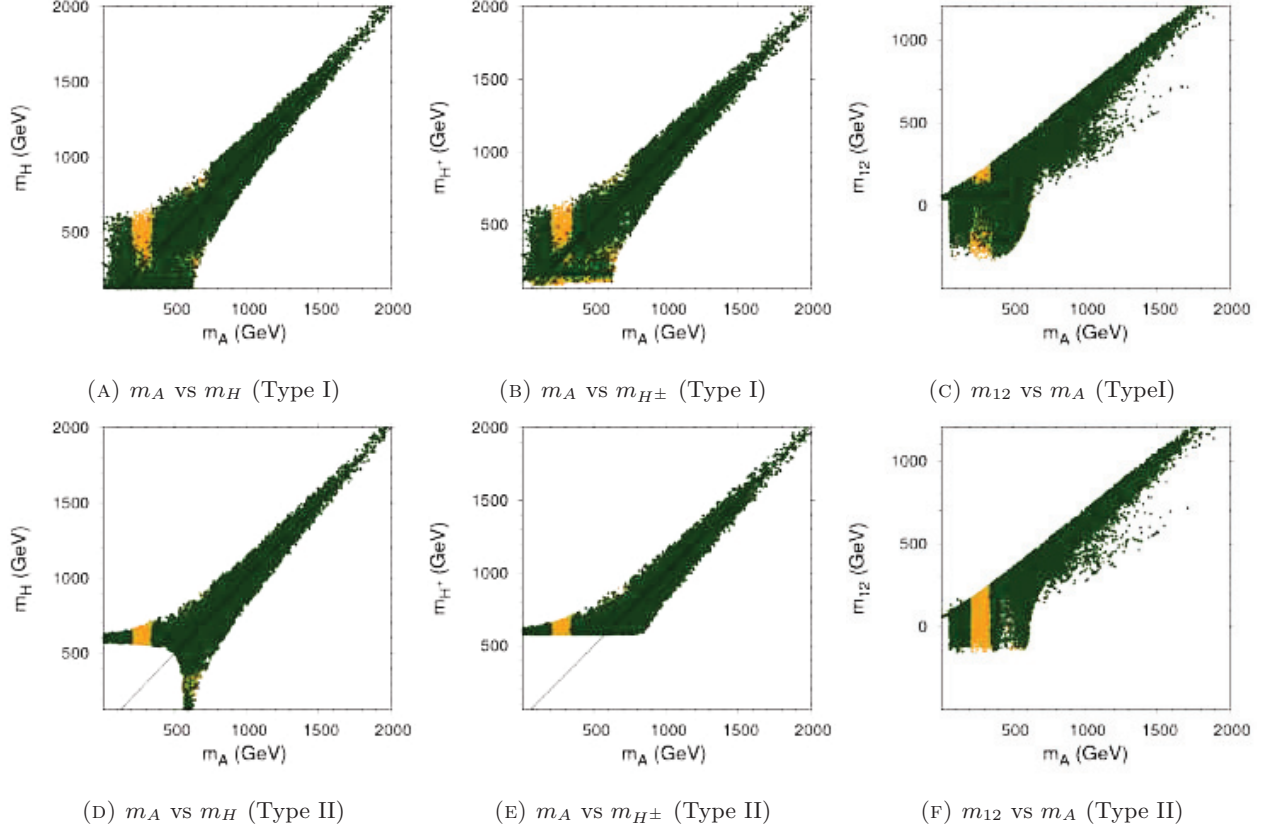 2000
1500
1000
500
m_H (GeV)
500 1000 1500 2000
m_A (GeV)
2000
1500
1000
500
m_H⁺ (GeV)
500 1000 1500 2000
m_A (GeV)
1000
500
0
m_12 (GeV)
500 1000 1500 2000
m_A (GeV)
(A) m_A vs m_H (Type I)
(B) m_A vs m_H± (Type I)
(C) m_12 vs m_A (TypeI)
2000
1500
1000
500
m_H (GeV)
500 1000 1500 2000
m_A (GeV)
2000
1500
1000
500
m_H⁺ (GeV)
500 1000 1500 2000
m_A (GeV)
1000
500
0
m_12 (GeV)
500 1000 1500 2000
m_A (GeV)
(D) m_A vs m_H (Type II)
(E) m_A vs m_H± (Type II)
(F) m_12 vs m_A (Type II)